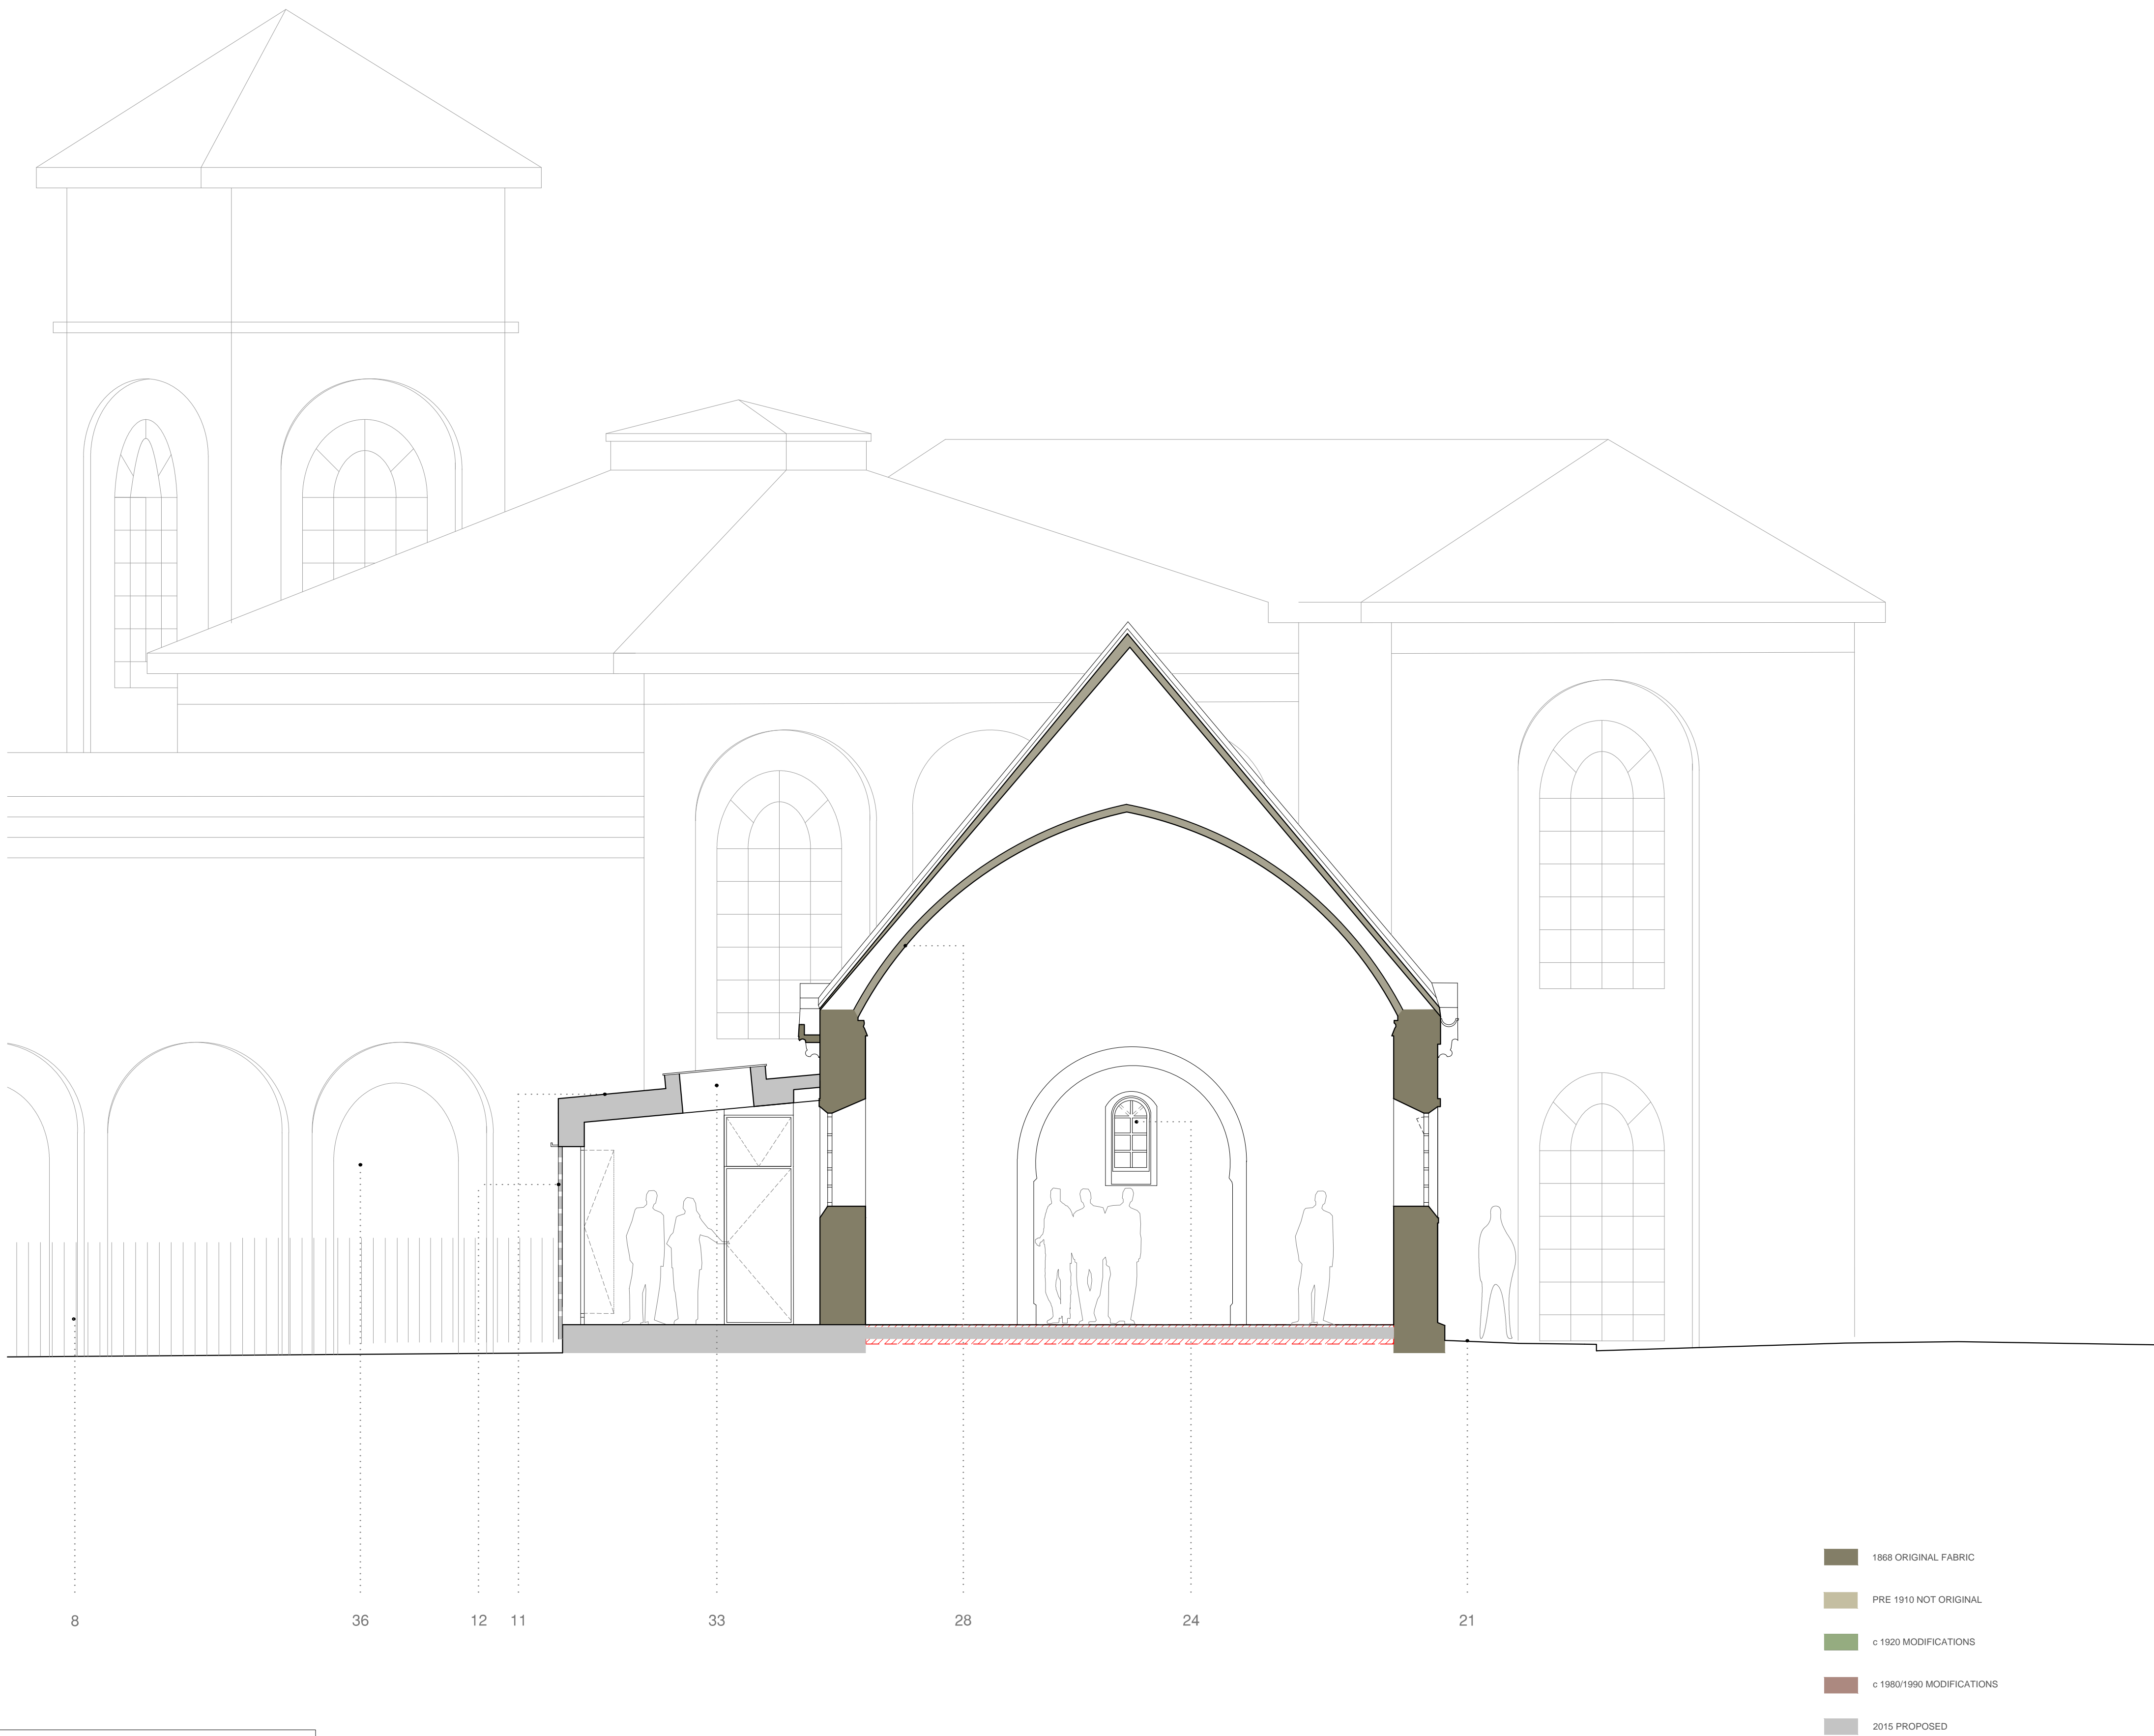 8 36 12 11 33 28 24 21
1868 ORIGINAL FABRIC
PRE 1910 NOT ORIGINAL
c 1920 MODIFICATIONS
c 1980/1990 MODIFICATIONS
2015 PROPOSED